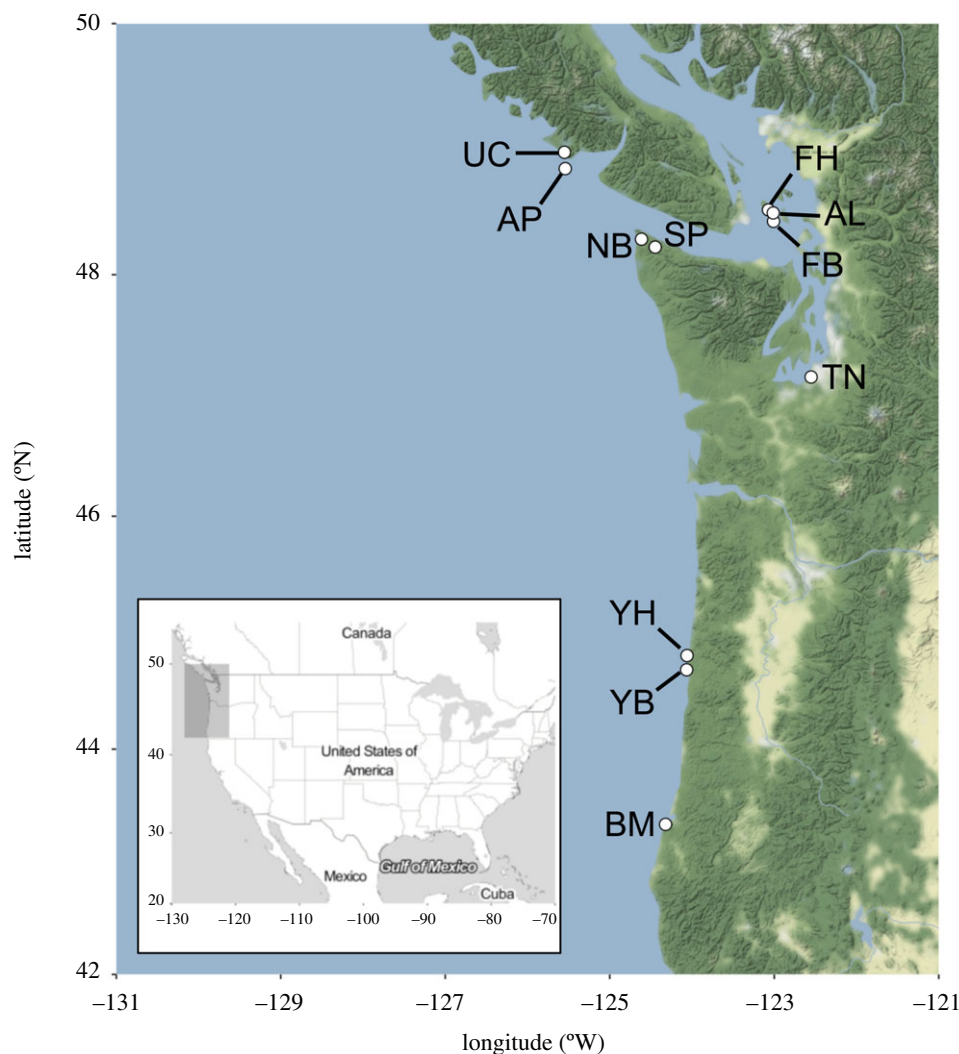 50
48
46
44
42
latitude (ºN)
UC
AP
NB
SP
FH
AL
FB
TN
YH
YB
BM
Canada
United States of
America
Gulf of Mexico
Mexico
Cuba
50
40
30
20
–130
–120
–110
–100
–90
–80
–70
–131
–129
–127
–125
–123
–121
longitude (ºW)